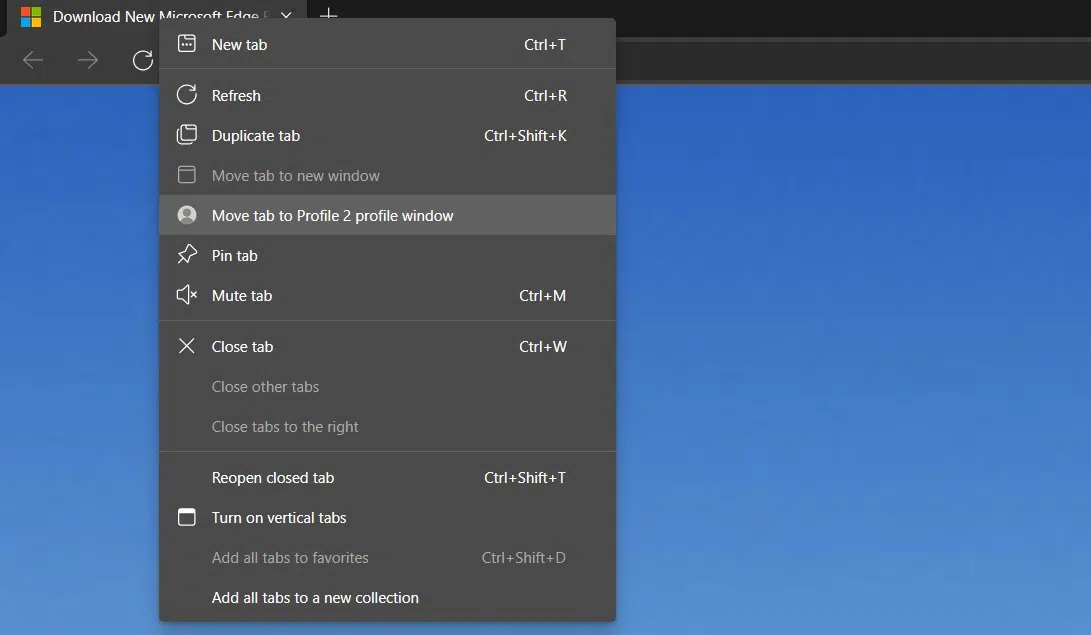 Download New Microsoft Edge
New tab Ctrl+T
Refresh Ctrl+R
Duplicate tab Ctrl+Shift+K
Move tab to new window
Move tab to Profile 2 profile window
Pin tab
Mute tab Ctrl+M
Close tab Ctrl+W
Close other tabs
Close tabs to the right
Reopen closed tab Ctrl+Shift+T
Turn on vertical tabs
Add all tabs to favorites Ctrl+Shift+D
Add all tabs to a new collection